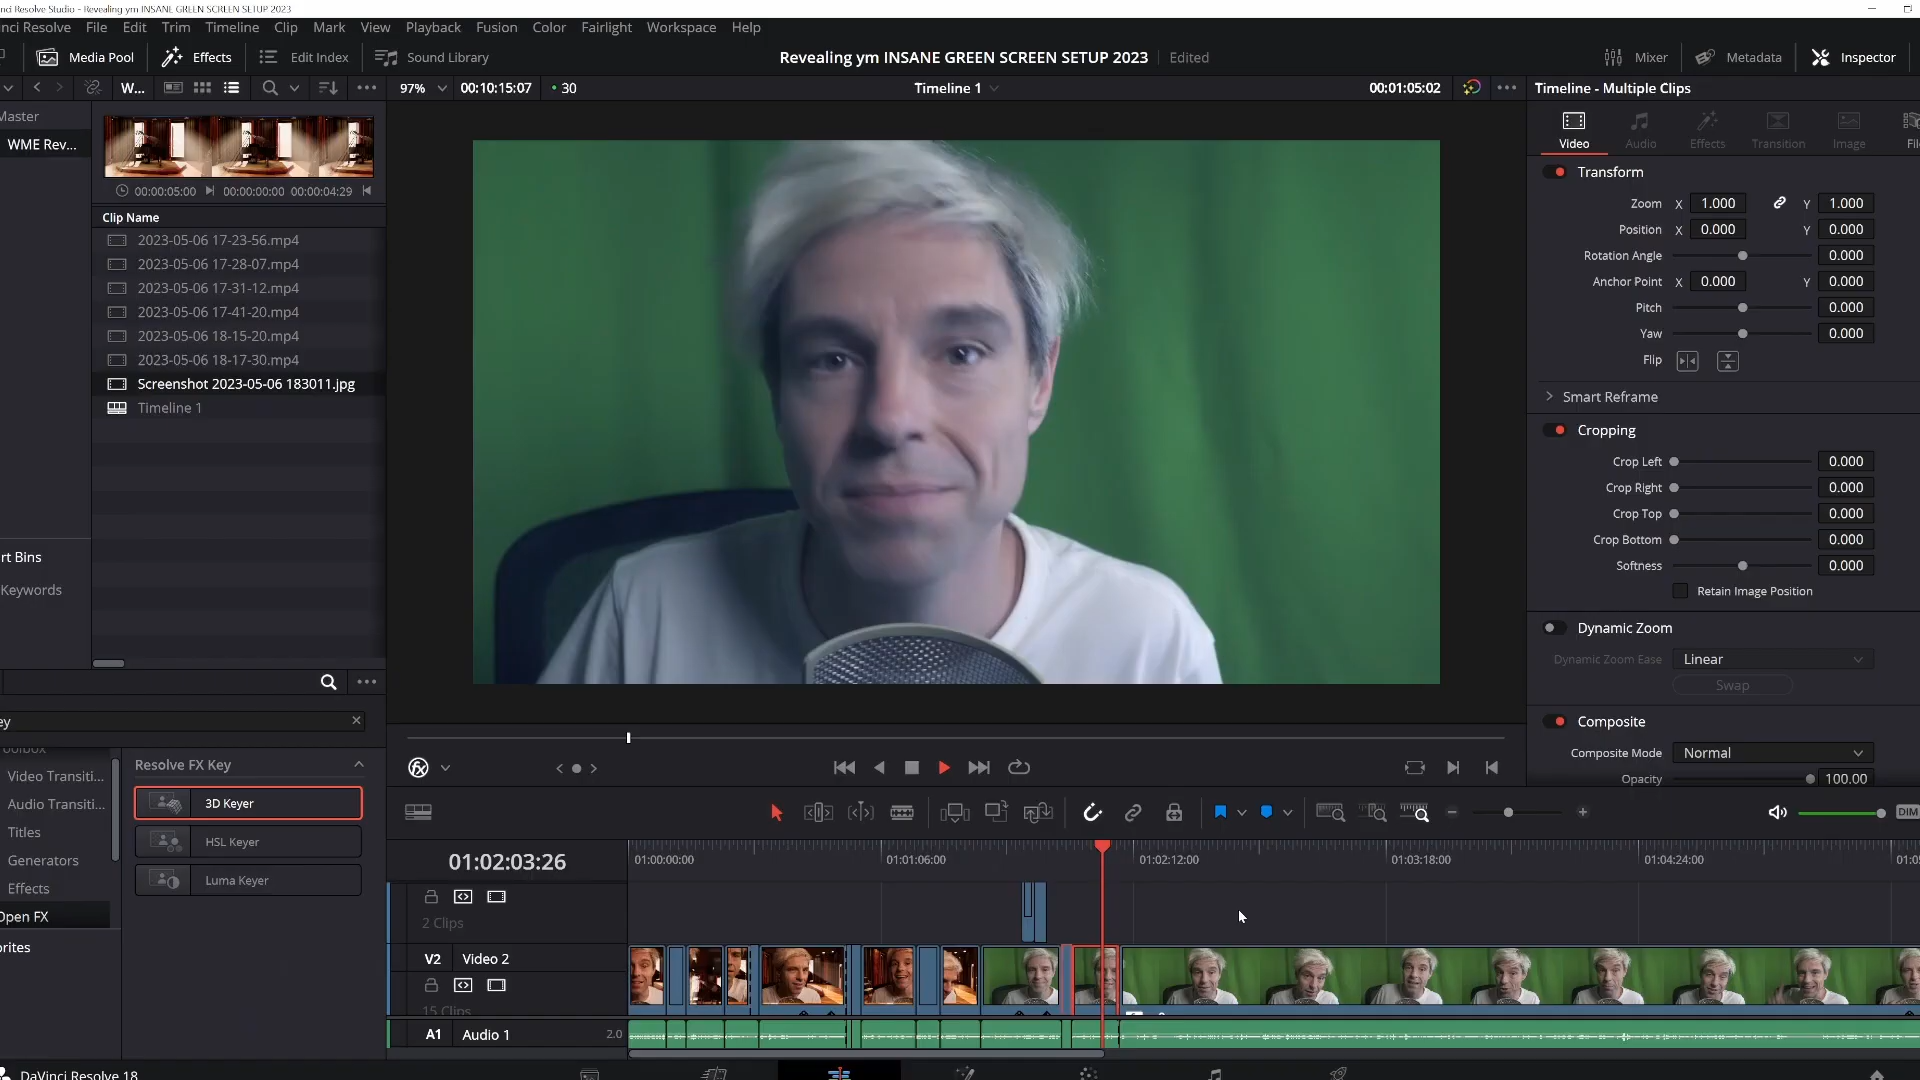 nci Resolve Studio - Revealing ym INSANE GREEN SCREEN SETUP 2023
nci Resolve File Edit Trim Timeline Clip Mark View Playback Fusion Color Fairlight Workspace Help
Media Pool Effects Edit Index Sound Library Revealing ym INSANE GREEN SCREEN SETUP 2023 Edited Mixer Metadata Inspector
W... 97% 00:10:15:07 30 Timeline 1 00:01:05:02 Timeline - Multiple Clips
Master
WME Rev...
Video Audio Effects Transition Image Fil
00:00:05:00 00:00:00:00 00:00:04:29
Clip Name
2023-05-06 17-23-56.mp4
2023-05-06 17-28-07.mp4
2023-05-06 17-31-12.mp4
2023-05-06 17-41-20.mp4
2023-05-06 18-15-20.mp4
2023-05-06 18-17-30.mp4
Screenshot 2023-05-06 183011.jpg
Timeline 1
rt Bins
Keywords
Transform
Zoom X 1.000 Y 1.000
Position X 0.000 Y 0.000
Rotation Angle 0.000
Anchor Point X 0.000 Y 0.000
Pitch 0.000
Yaw 0.000
Flip
Smart Reframe
Cropping
Crop Left 0.000
Crop Right 0.000
Crop Top 0.000
Crop Bottom 0.000
Softness 0.000
Retain Image Position
Dynamic Zoom
Dynamic Zoom Ease Linear
Swap
Composite
Composite Mode Normal
Opacity 100.00
ey
oolbox
Video Transiti...
Audio Transiti...
Titles
Generators
Effects
Open FX
orites
Resolve FX Key
3D Keyer
HSL Keyer
Luma Keyer
DIM
01:02:03:26 01:00:00:00 01:01:06:00 01:02:12:00 01:03:18:00 01:04:24:00 01:05
2 Clips
V2 Video 2
15 Clips
A1 Audio 1 2.0
DaVinci Resolve 18